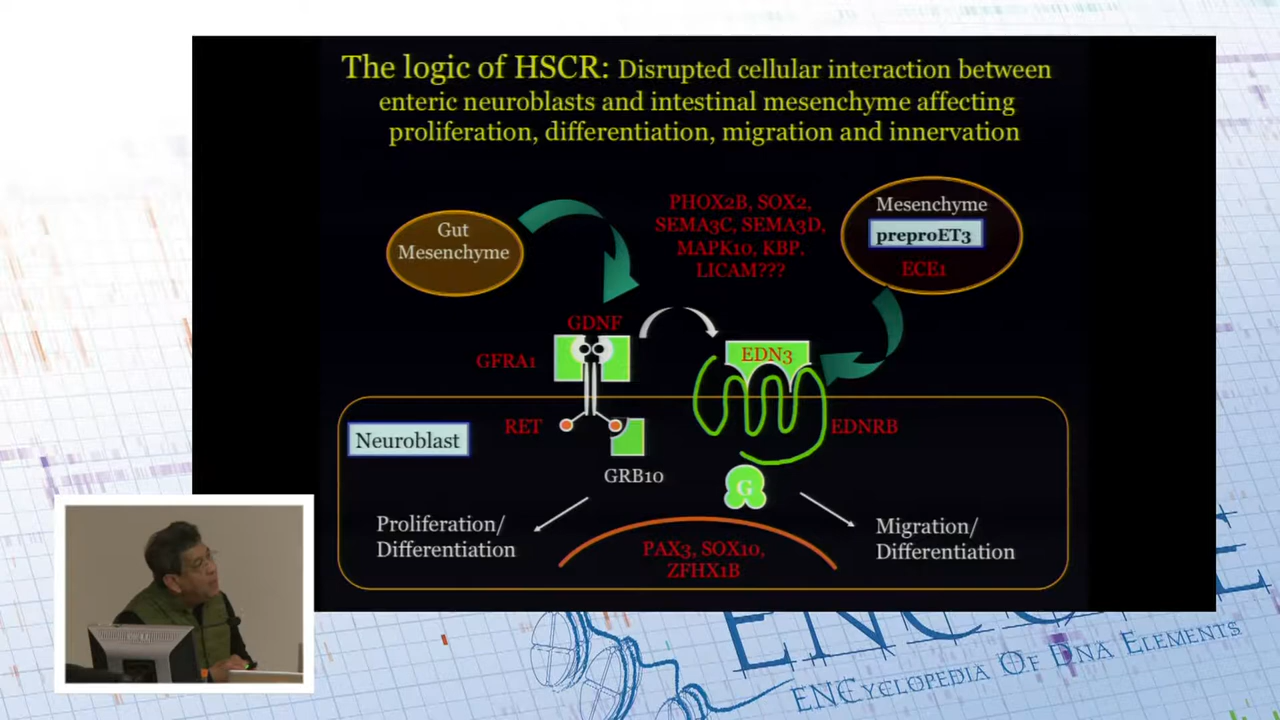 The logic of HSCR: Disrupted cellular interaction between
enteric neuroblasts and intestinal mesenchyme affecting
proliferation, differentiation, migration and innervation
Gut
Mesenchyme
PHOX2B, SOX2,
SEMA3C, SEMA3D,
MAPK10, KBP.
LICAM???
Mesenchyme
preproET3
ECE1
GDNF
GFRA1
EDN3
RET
EDNRB
Neuroblast
GRB10
G
Proliferation/
Differentiation
PAX3, SOX10,
ZFHX1B
Migration/
Differentiation
ENCYCLOPEDIA OF DNA ELEMENTS